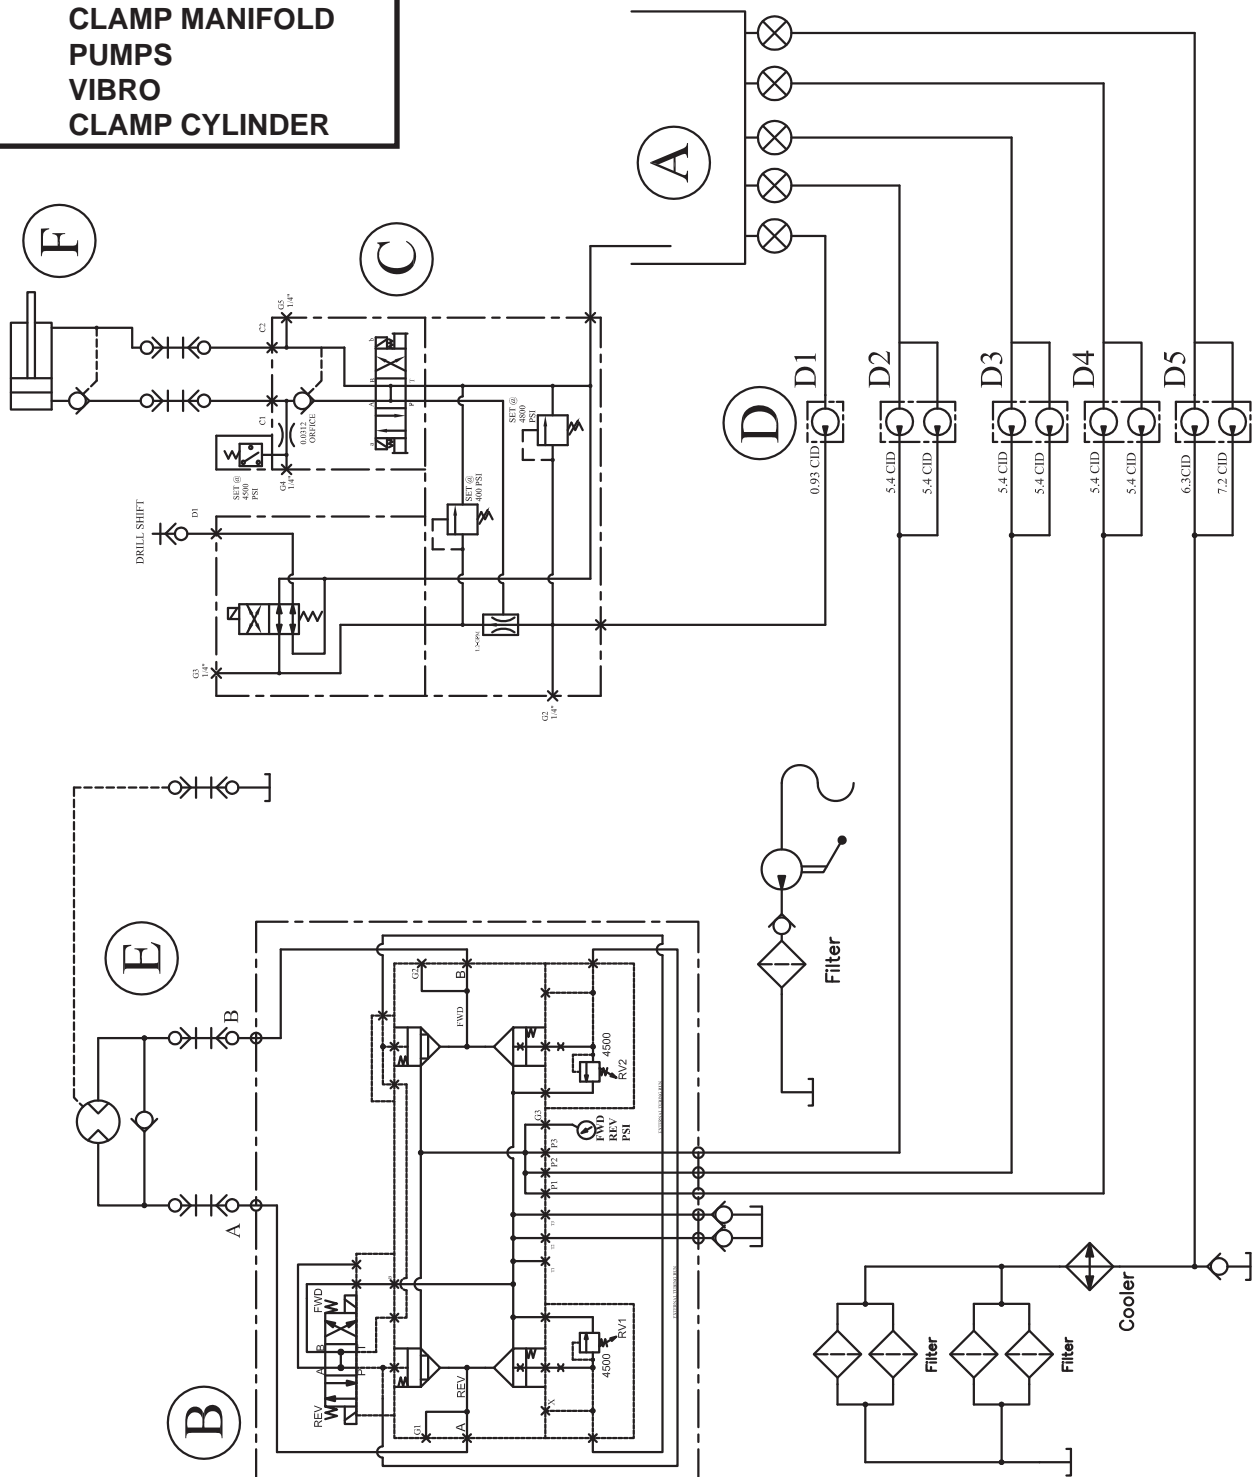 CLAMP MANIFOLD
PUMPS
VIBRO
CLAMP CYLINDER
A
F
C
G5
1/4"
C2
C1
0.0312
ORFICE
SET @
4500
PSI
G4
1/4"
b
B
A
T
P
a
SET @
4800
PSI
SET @
400 PSI
DRILL SHIFT
D1
G3
1/4"
G2
1/4"
D
D1
D2
D3
D4
D5
0.93 CID
5.4 CID
5.4 CID
5.4 CID
5.4 CID
5.4 CID
5.4 CID
6.3CID
7.2 CID
E
B
A
Filter
G2
B
FWD
4500
RV2
G3
FWD
REV
PSI
P3
P2
P1
FWD
B
A
T
P
REV
REV
G1
A
X
4500
RV1
B
Cooler
Filter
Filter